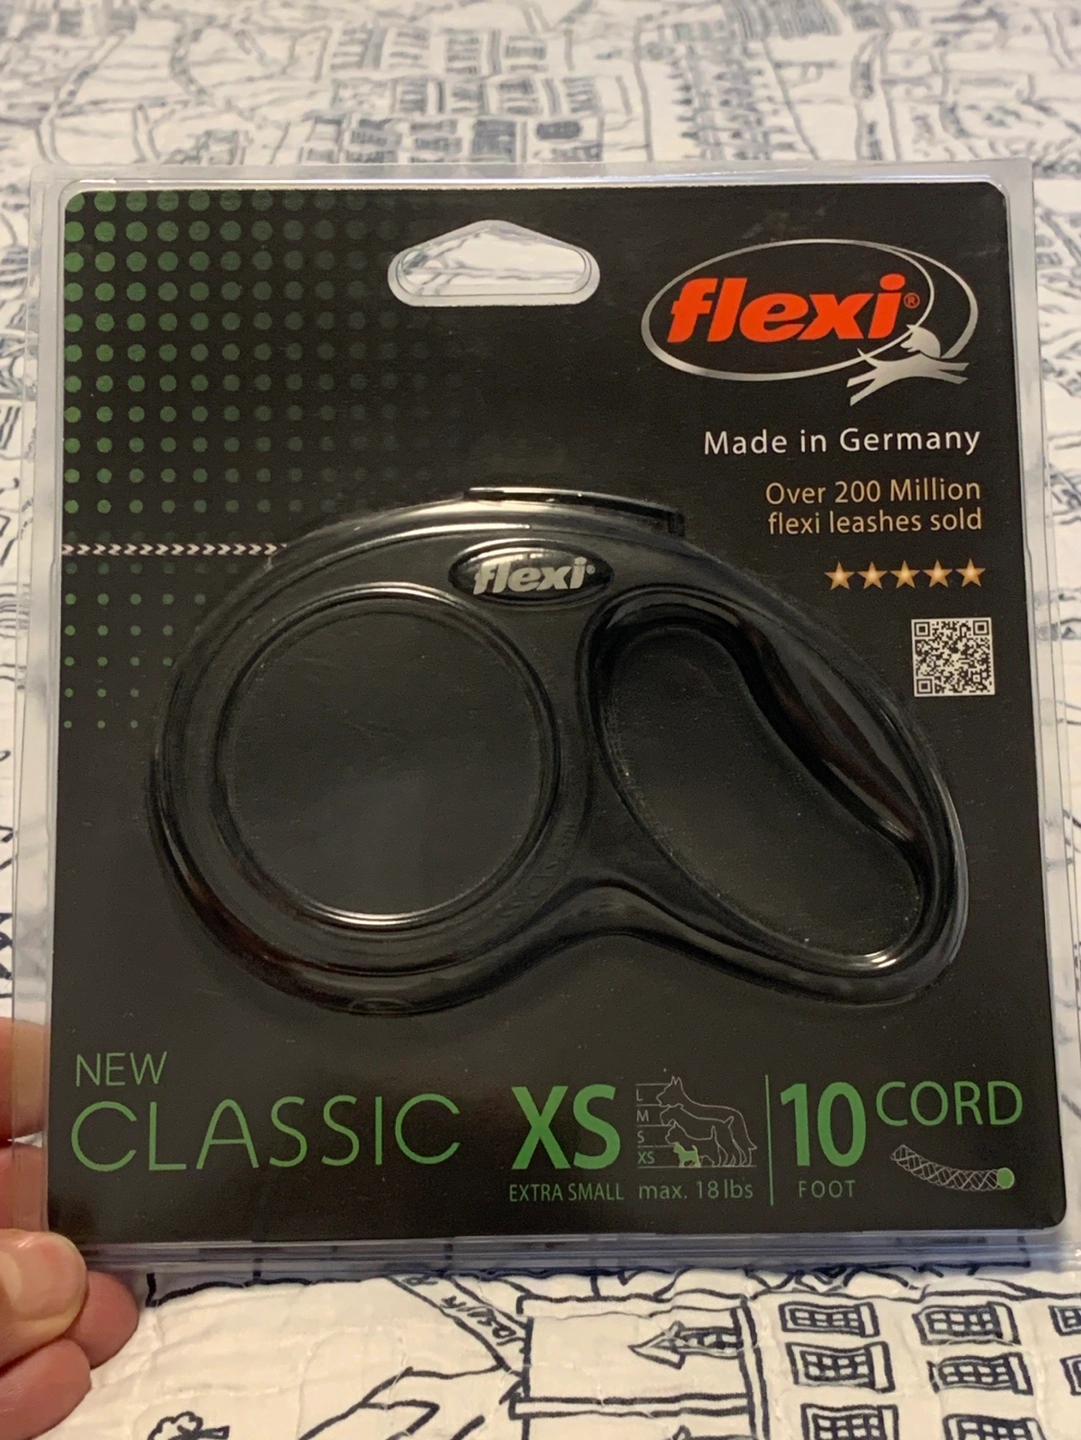 flexi®
Made in Germany
Over 200 Million
flexi leashes sold
flexi®
NEW
CLASSIC
XS
EXTRA SMALL
L
M
S
XS
max. 18 lbs
10
FOOT
CORD